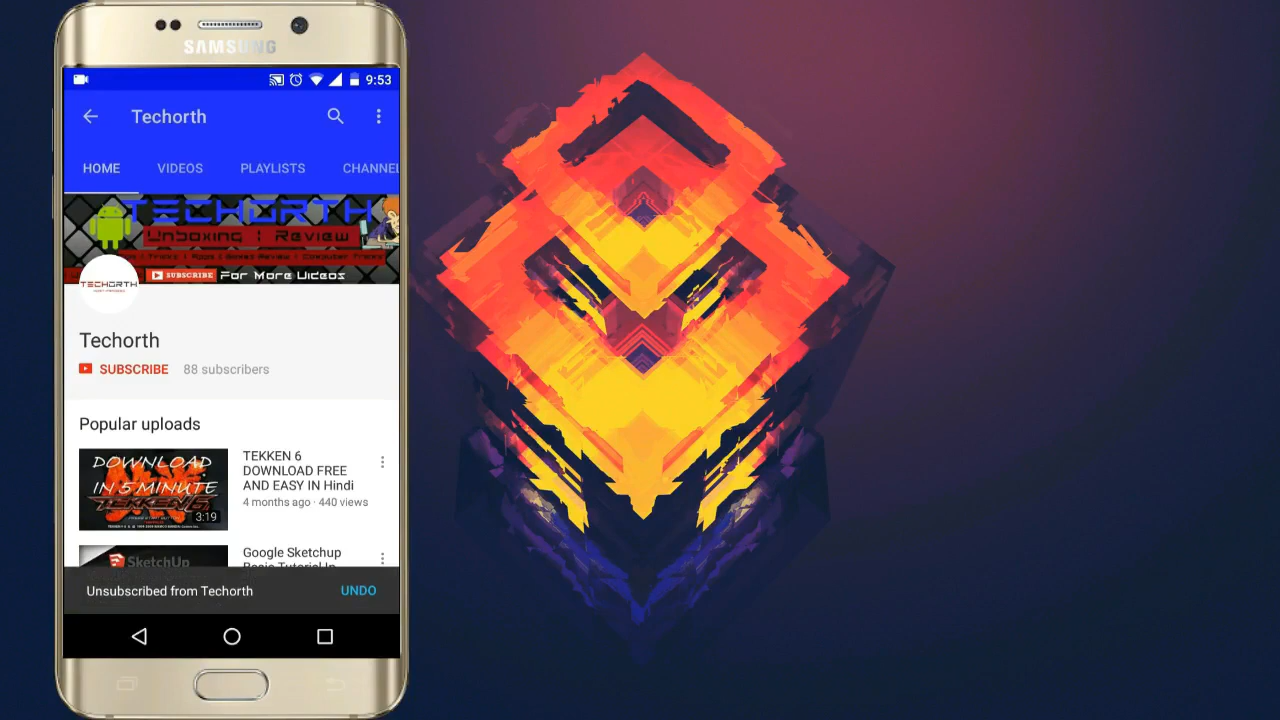 SAMSUNG
9:53
Techorth
HOME VIDEOS PLAYLISTS CHANNEL
TECHORTH
Unboxing | Review
SUBSCRIBE For More Videos
TECHORTH
Techorth
SUBSCRIBE 88 subscribers
Popular uploads
DOWNLOAD
IN 5 MINUTE
TEKKEN 6
3:19
TEKKEN 6
DOWNLOAD FREE
AND EASY IN Hindi
4 months ago · 440 views
SketchUp
Google Sketchup
Unsubscribed from Techorth UNDO